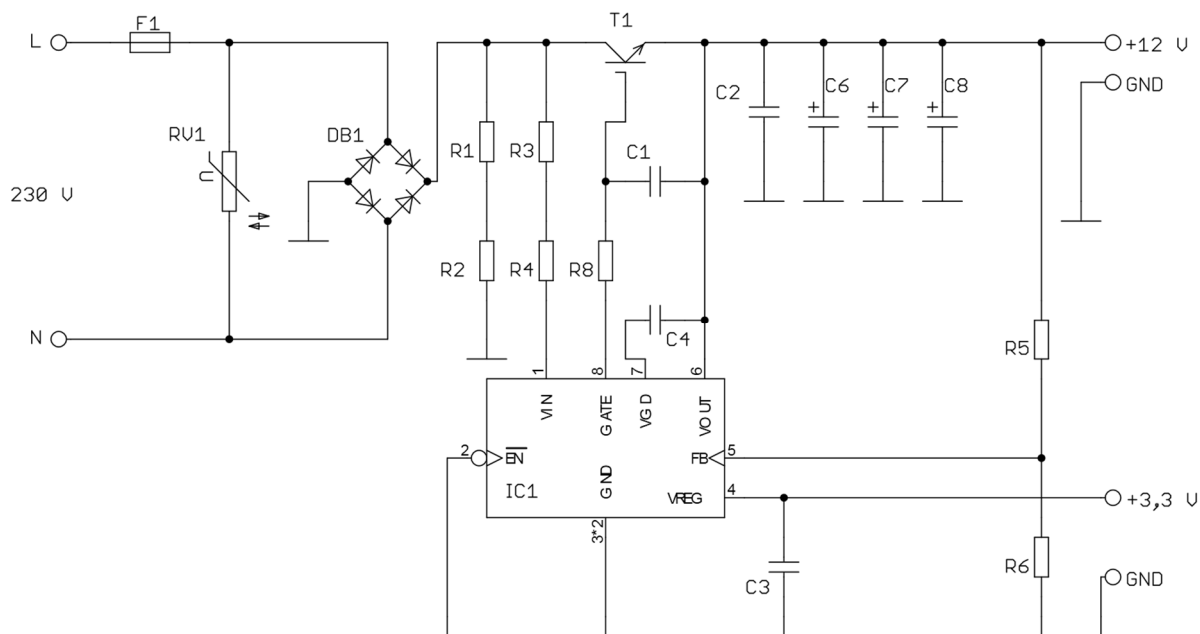 F1
T1
L
+12 V
GND
C2
C6
+
C7
+
C8
+
RV1
U
DB1
R1
R3
C1
230 V
R2
R4
R8
N
C4
R5
1
8
7
6
VIN
GATE
VGD
VOUT
2
EN
FB
5
GND
IC1
VREG
4
+3,3 V
3*2
C3
R6
GND